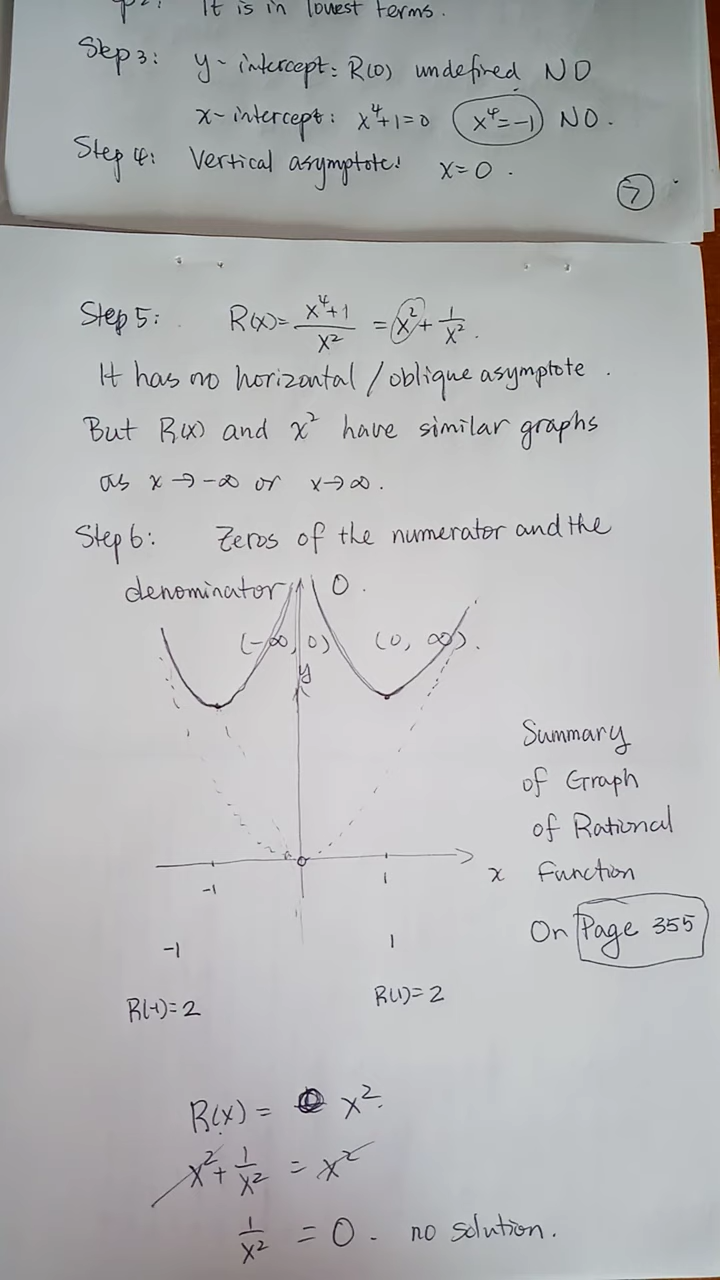 It is in lowest terms.
Step 3: y-intercept: R(0) undefined NO
x-intercept: x⁴+1=0 x⁴=-1 NO.
Step 4: Vertical asymptote: x=0.
7
Step 5: R(x)= x⁴+1/x² = x² + 1/x².
It has no horizontal / oblique asymptote.
But R(x) and x² have similar graphs
as x→-∞ or x→∞.
Step 6: Zeros of the numerator and the
denominator 0.
(-∞, 0) (0, ∞).
y
x
-1 1
-1 1
R(-1)=2 R(1)=2
Summary
of Graph
of Rational
Function
On Page 355
R(x) = x².
x² + 1/x² = x²
1/x² = 0. no solution.